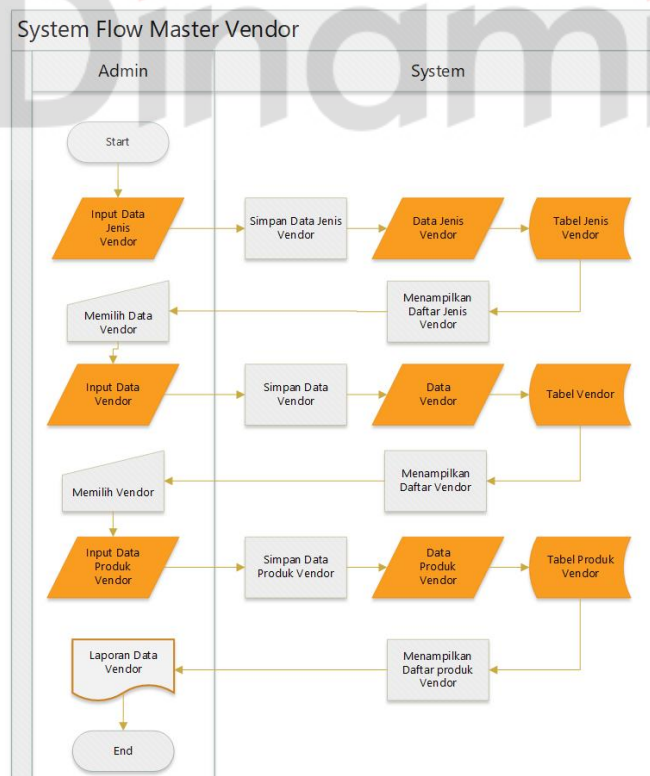 Dinami
System Flow Master Vendor
Admin
System
Start
Input Data
Jenis
Vendor
Simpan Data Jenis
Vendor
Data Jenis
Vendor
Tabel Jenis
Vendor
Memilih Data
Vendor
Menampilkan
Daftar Jenis
Vendor
Input Data
Vendor
Simpan Data
Vendor
Data
Vendor
Tabel Vendor
Memilih Vendor
Menampilkan
Daftar Vendor
Input Data
Produk
Vendor
Simpan Data
Produk Vendor
Data
Produk
Vendor
Tabel Produk
Vendor
Laporan Data
Vendor
Menampilkan
Daftar produk
Vendor
End